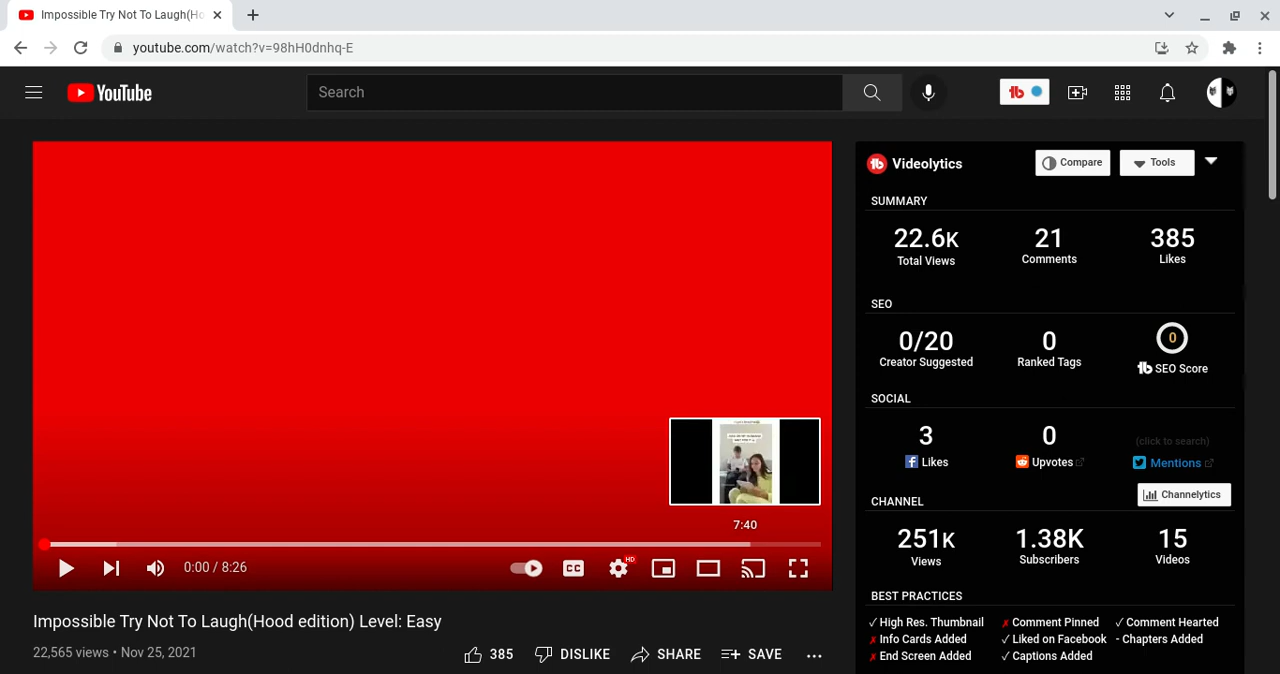 Impossible Try Not To Laugh(Ho
youtube.com/watch?v=98hH0dnhq-E
YouTube
Search
Videolytics
Compare
Tools
SUMMARY
22.6K
21
385
Total Views
Comments
Likes
SEO
0/20
0
0
Creator Suggested
Ranked Tags
SEO Score
SOCIAL
3
0
(click to search)
Likes
Upvotes
Mentions
CHANNEL
Channelytics
251K
1.38K
15
Views
Subscribers
Videos
BEST PRACTICES
✓ High Res. Thumbnail
✗ Comment Pinned
✓ Comment Hearted
✗ Info Cards Added
✓ Liked on Facebook
- Chapters Added
✗ End Screen Added
✓ Captions Added
7:40
0:00 / 8:26
CC
HD
Impossible Try Not To Laugh(Hood edition) Level: Easy
22,565 views • Nov 25, 2021
385
DISLIKE
SHARE
SAVE